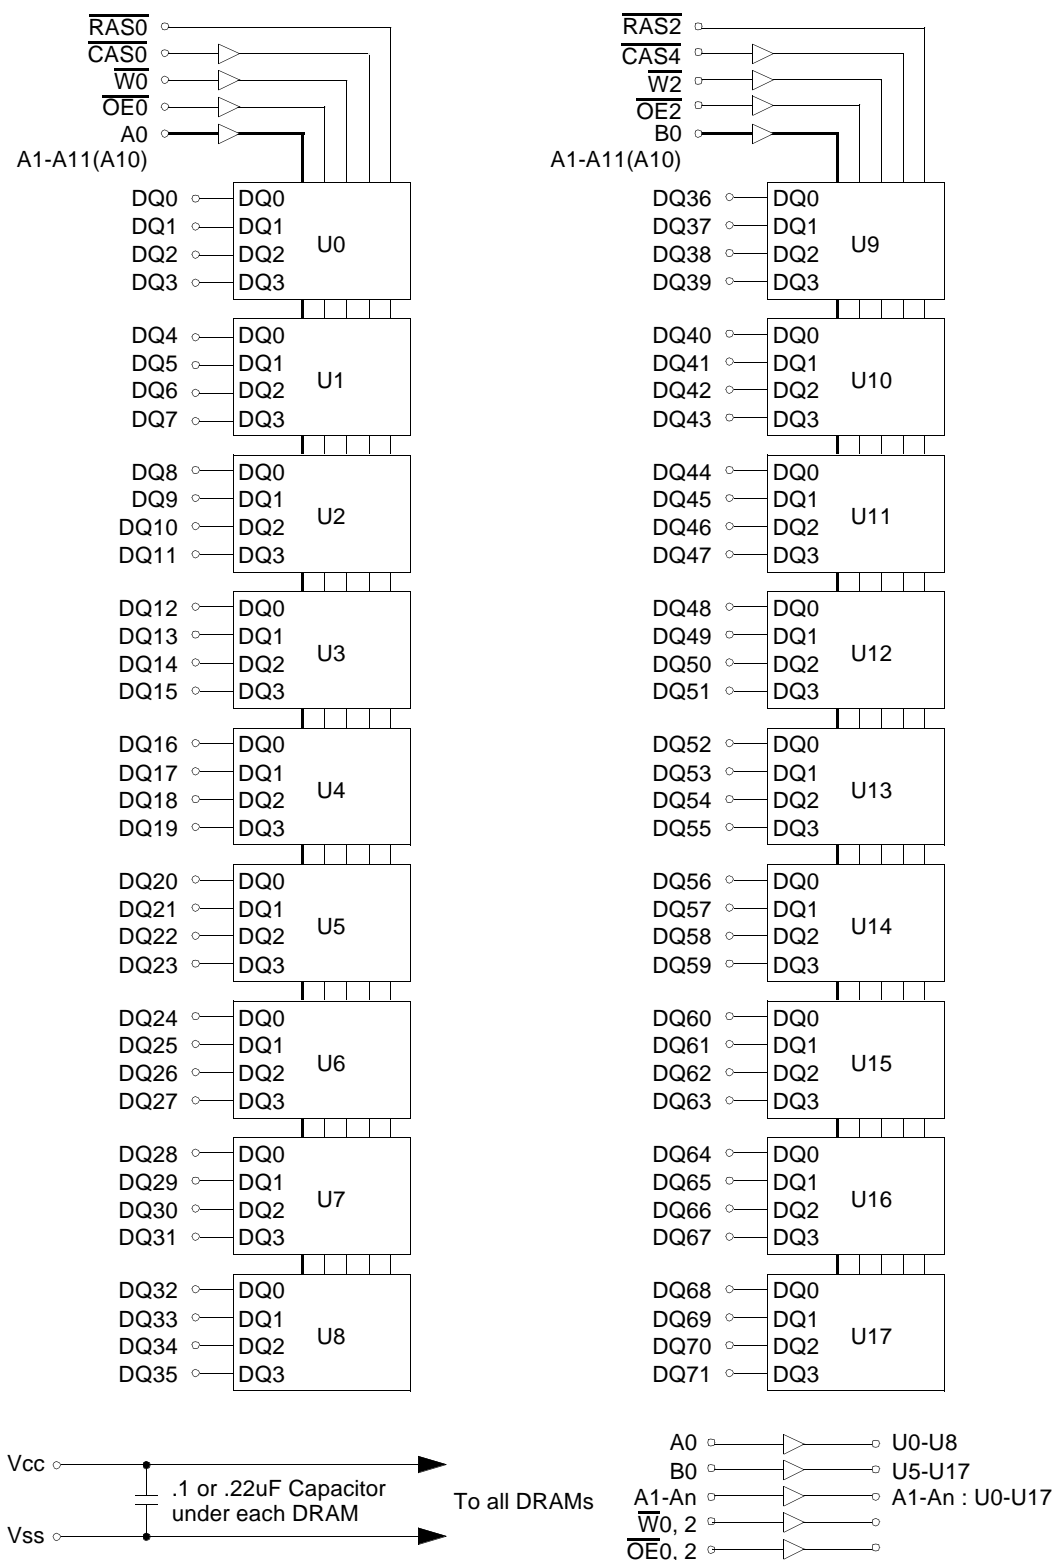 RAS0
CAS0
W0
OE0
A0
A1-A11(A10)
DQ0 DQ0
DQ1 DQ1
DQ2 DQ2
DQ3 DQ3
U0
DQ4 DQ0
DQ5 DQ1
DQ6 DQ2
DQ7 DQ3
U1
DQ8 DQ0
DQ9 DQ1
DQ10 DQ2
DQ11 DQ3
U2
DQ12 DQ0
DQ13 DQ1
DQ14 DQ2
DQ15 DQ3
U3
DQ16 DQ0
DQ17 DQ1
DQ18 DQ2
DQ19 DQ3
U4
DQ20 DQ0
DQ21 DQ1
DQ22 DQ2
DQ23 DQ3
U5
DQ24 DQ0
DQ25 DQ1
DQ26 DQ2
DQ27 DQ3
U6
DQ28 DQ0
DQ29 DQ1
DQ30 DQ2
DQ31 DQ3
U7
DQ32 DQ0
DQ33 DQ1
DQ34 DQ2
DQ35 DQ3
U8
RAS2
CAS4
W2
OE2
B0
A1-A11(A10)
DQ36 DQ0
DQ37 DQ1
DQ38 DQ2
DQ39 DQ3
U9
DQ40 DQ0
DQ41 DQ1
DQ42 DQ2
DQ43 DQ3
U10
DQ44 DQ0
DQ45 DQ1
DQ46 DQ2
DQ47 DQ3
U11
DQ48 DQ0
DQ49 DQ1
DQ50 DQ2
DQ51 DQ3
U12
DQ52 DQ0
DQ53 DQ1
DQ54 DQ2
DQ55 DQ3
U13
DQ56 DQ0
DQ57 DQ1
DQ58 DQ2
DQ59 DQ3
U14
DQ60 DQ0
DQ61 DQ1
DQ62 DQ2
DQ63 DQ3
U15
DQ64 DQ0
DQ65 DQ1
DQ66 DQ2
DQ67 DQ3
U16
DQ68 DQ0
DQ69 DQ1
DQ70 DQ2
DQ71 DQ3
U17
Vcc
.1 or .22uF Capacitor
under each DRAM
Vss
To all DRAMs
A0 U0-U8
B0 U5-U17
A1-An A1-An : U0-U17
W0, 2
OE0, 2